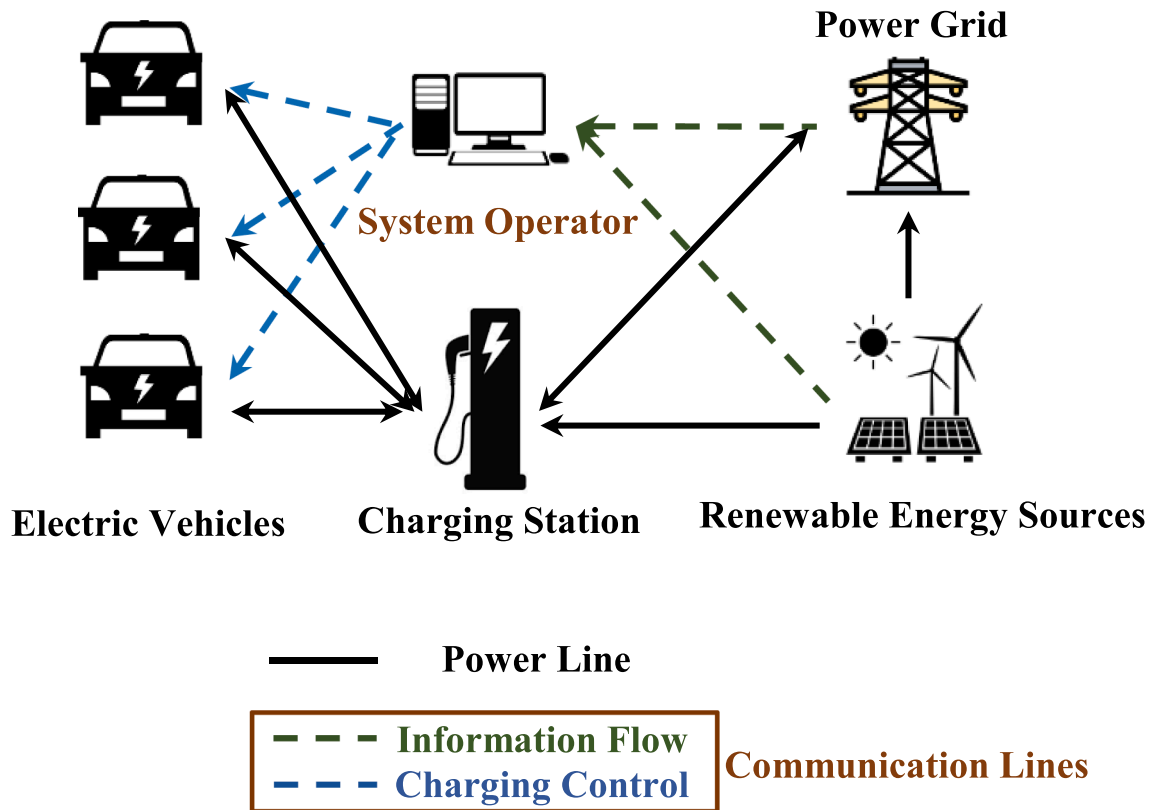 Power Grid
System Operator
Electric Vehicles
Charging Station
Renewable Energy Sources
Power Line
Information Flow
Charging Control
Communication Lines